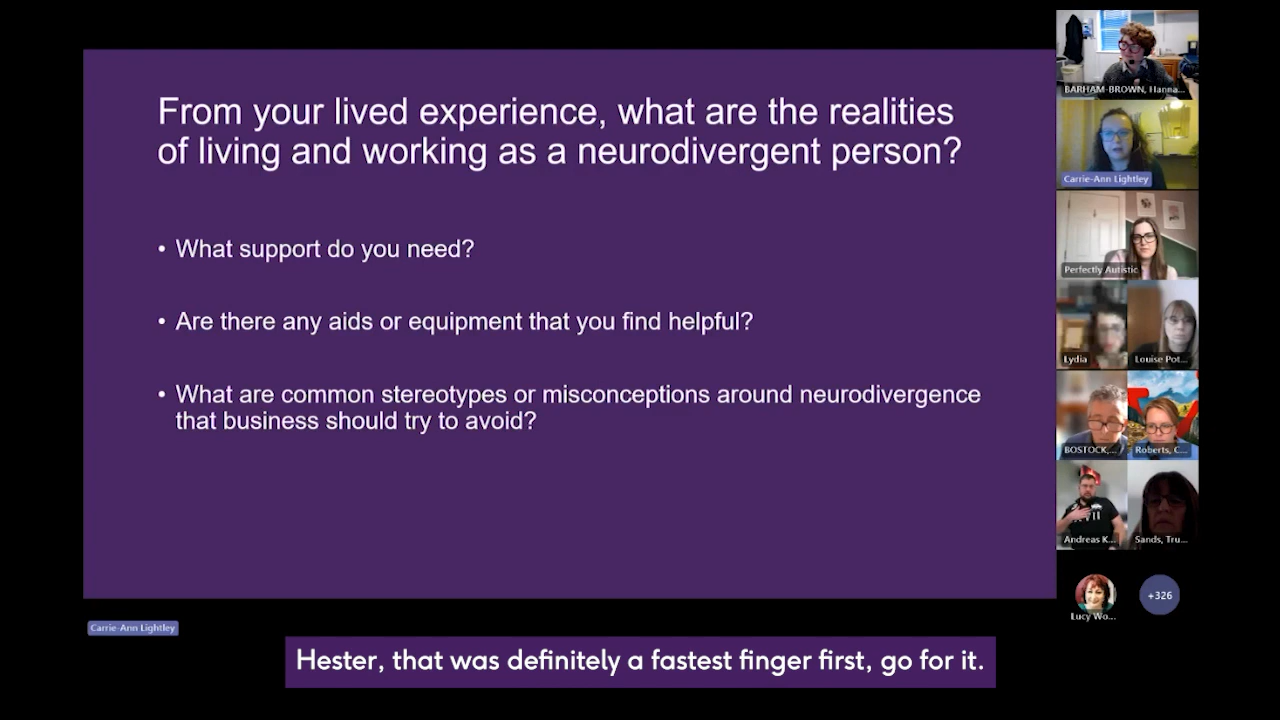 From your lived experience, what are the realities
of living and working as a neurodivergent person?
• What support do you need?
• Are there any aids or equipment that you find helpful?
• What are common stereotypes or misconceptions around neurodivergence
that business should try to avoid?
BARHAM-BROWN, Hanna...
Carrie-Ann Lightley
Perfectly Autistic
Lydia
Louise Pot...
BOSTOCK,...
Roberts, C...
Andreas K...
Sands, Tru...
Lucy Wo...
+326
Carrie-Ann Lightley
Hester, that was definitely a fastest finger first, go for it.